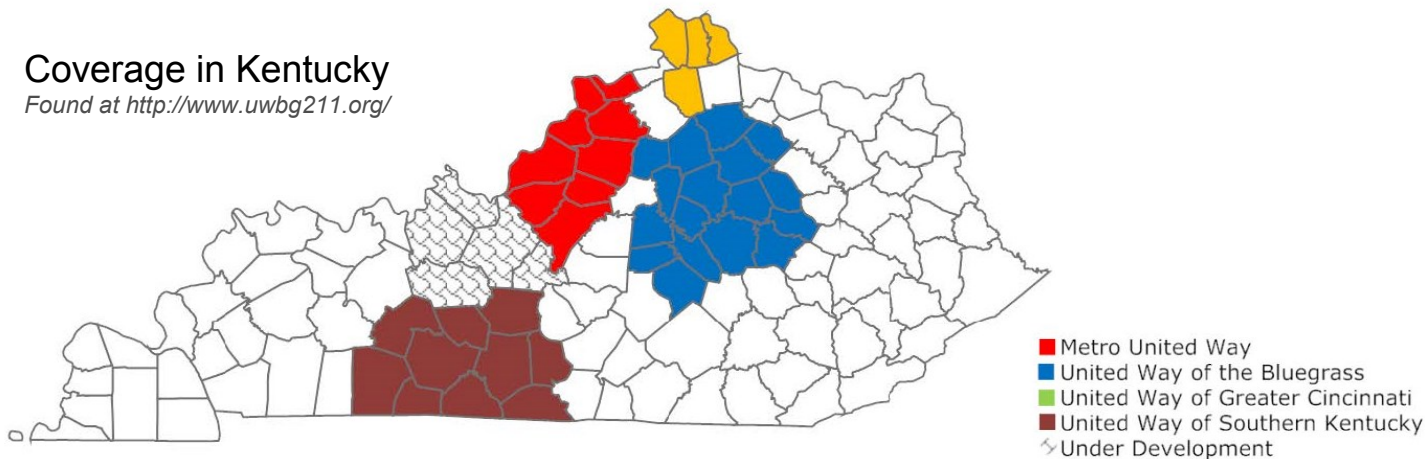 Coverage in Kentucky
Found at http://www.uwbg211.org/
Metro United Way
United Way of the Bluegrass
United Way of Greater Cincinnati
United Way of Southern Kentucky
Under Development